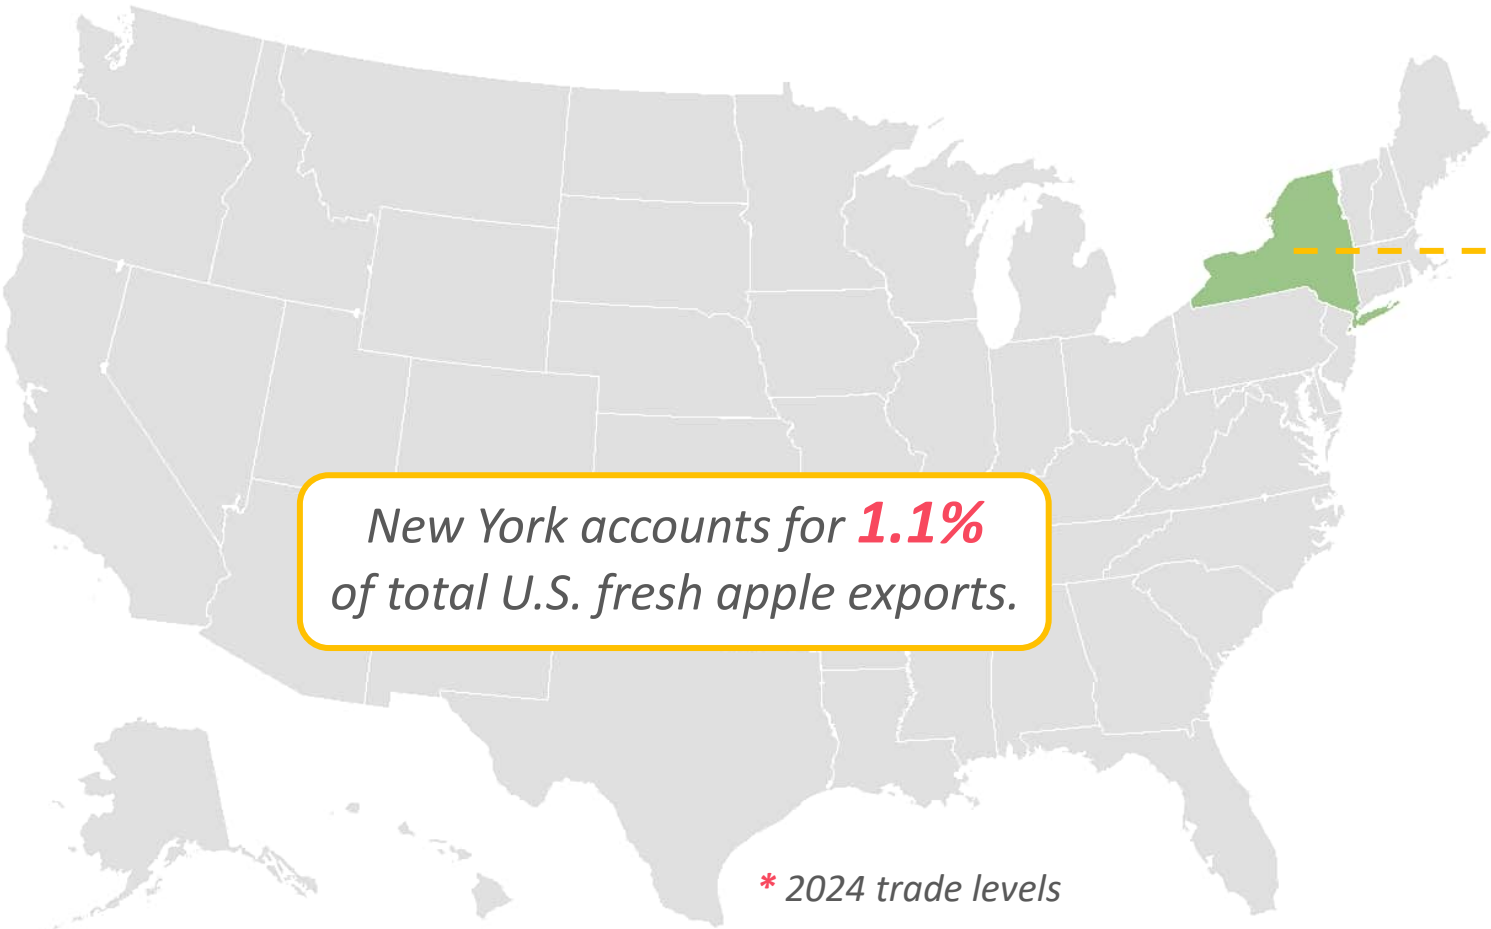 New York accounts for 1.1%
of total U.S. fresh apple exports.
* 2024 trade levels